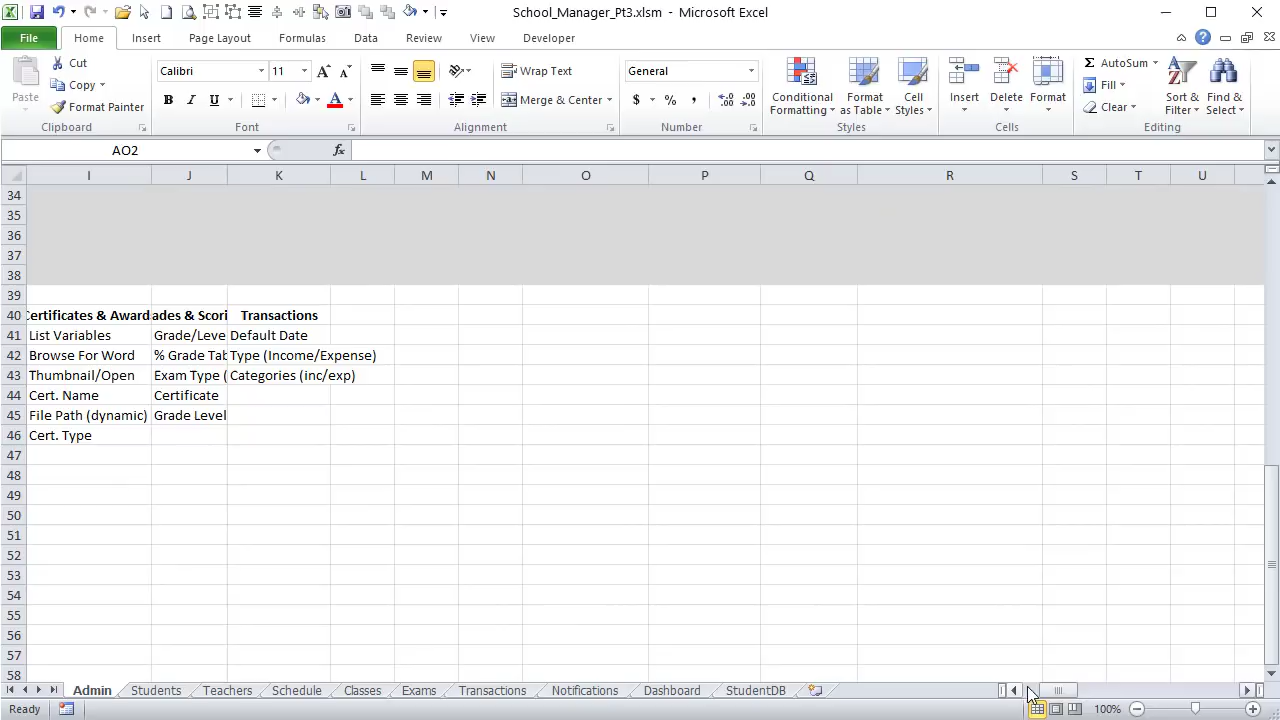 School_Manager_Pt3.xlsm - Microsoft Excel
File Home Insert Page Layout Formulas Data Review View Developer
Paste Cut Copy Format Painter Clipboard
Calibri 11 B I U A Font
Wrap Text Merge & Center Alignment
General $ % , Number
Conditional Formatting Format as Table Cell Styles Styles
Insert Delete Format Cells
Σ AutoSum Fill Clear Sort & Filter Find & Select Editing
AO2 fx
I J K L M N O P Q R S T U
34
35
36
37
38
39
40 Certificates & Award ades & Scori Transactions
41 List Variables Grade/Leve Default Date
42 Browse For Word % Grade Tab Type (Income/Expense)
43 Thumbnail/Open Exam Type ( Categories (inc/exp)
44 Cert. Name Certificate
45 File Path (dynamic) Grade Level
46 Cert. Type
47
48
49
50
51
52
53
54
55
56
57
58
Admin Students Teachers Schedule Classes Exams Transactions Notifications Dashboard StudentDB
Ready 100%